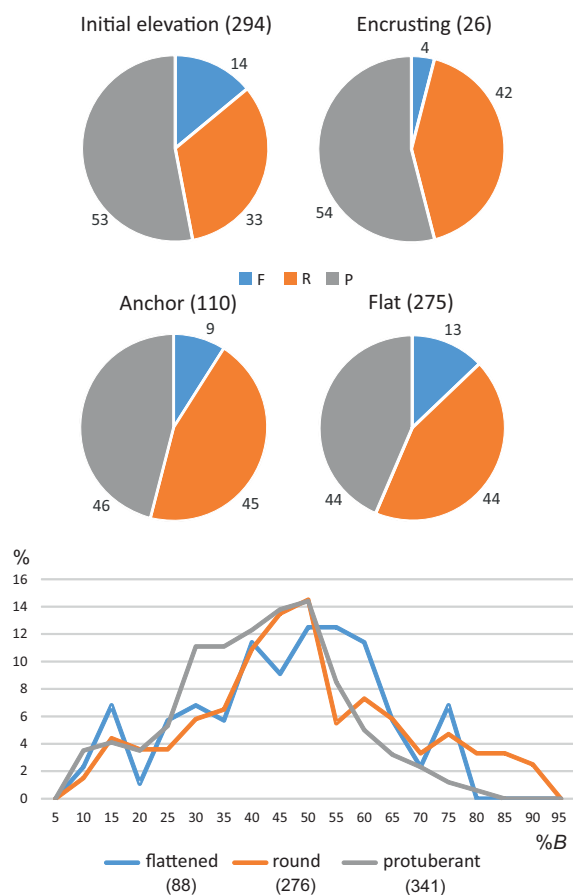 Initial elevation (294) Encrusting (26)
14 4
42
53 33 54
F R P
Anchor (110) Flat (275)
9 13
46 45 44 44
%
16
14
12
10
8
6
4
2
0
5 10 15 20 25 30 35 40 45 50 55 60 65 70 75 80 85 90 95
%B
flattened round protuberant
(88) (276) (341)